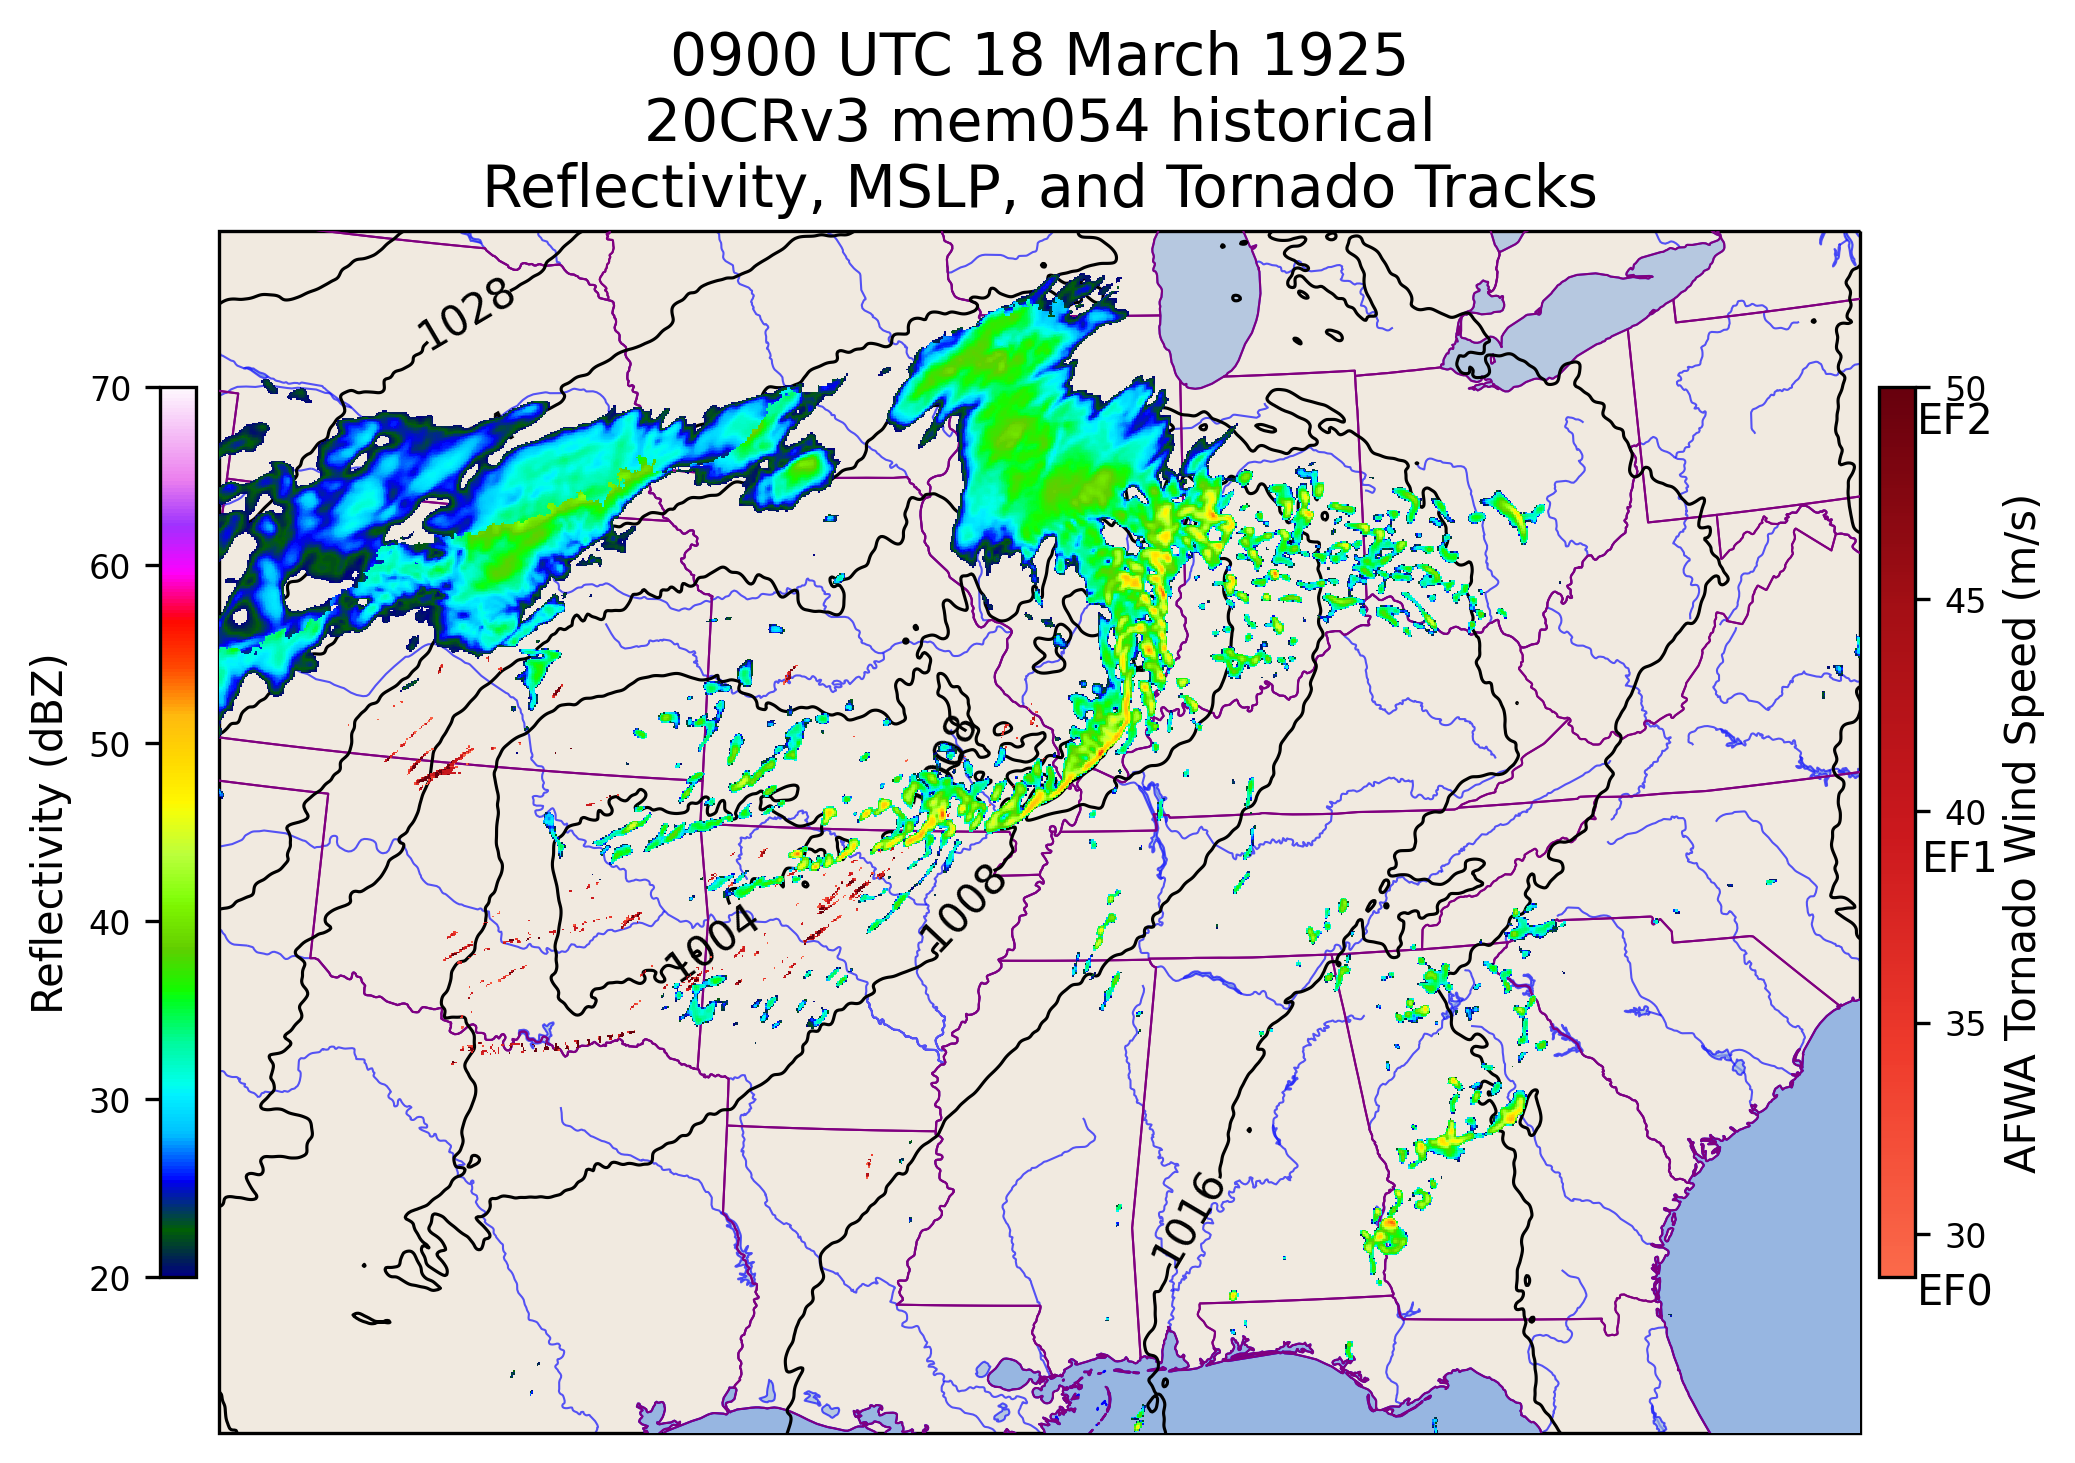 0900 UTC 18 March 1925
20CRv3 mem054 historical
Reflectivity, MSLP, and Tornado Tracks
Reflectivity (dBZ)
70
60
50
40
30
20
1028
1008
1004
1008
1016
50
EF2
45
40
EF1
35
30
EF0
AFWA Tornado Wind Speed (m/s)